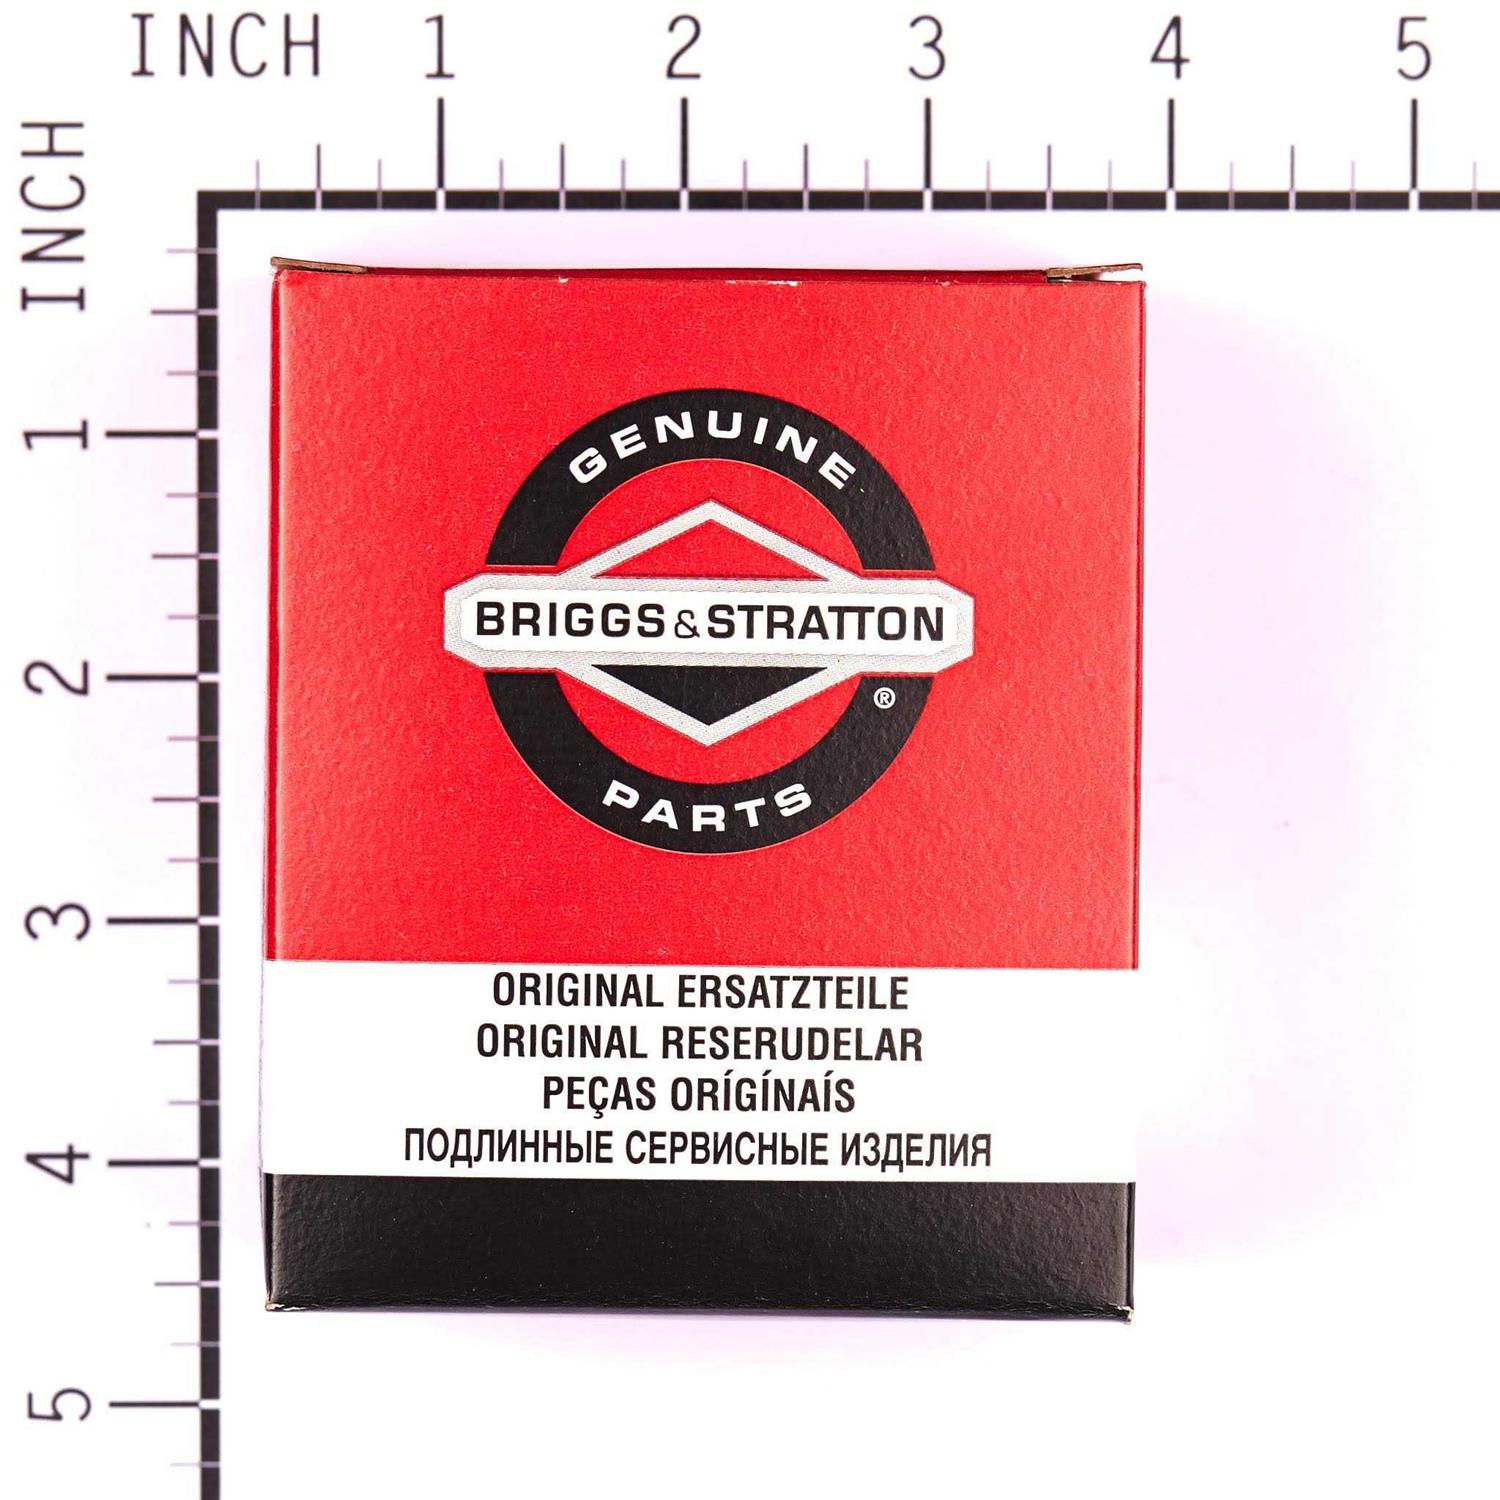 INCH 1 2 3 4 5
INCH 1 2 3 4 5
GENUINE
BRIGGS & STRATTON
®
PARTS
ORIGINAL ERSATZTEILE
ORIGINAL RESERUDELAR
PEÇAS ORÍGÍNAÍS
ПОДЛИННЫЕ СЕРВИСНЫЕ ИЗДЕЛИЯ